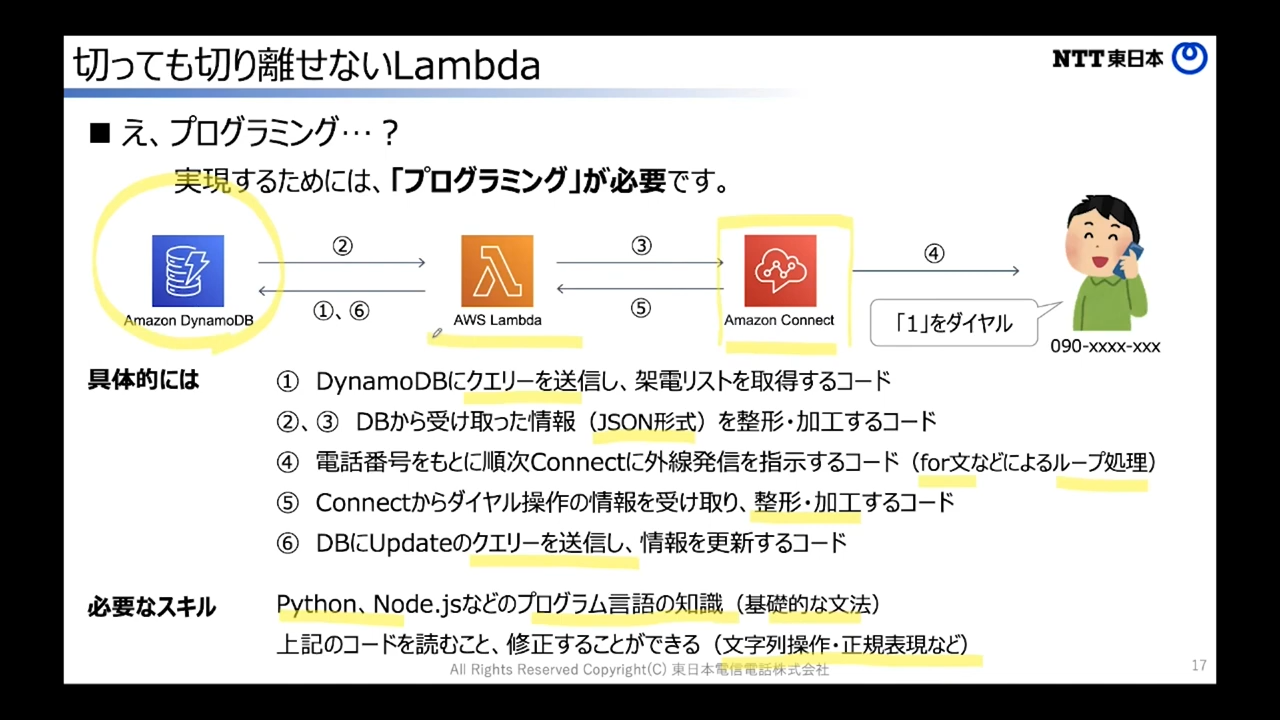 切っても切り離せないLambda
NTT東日本
■ え、プログラミング…？
実現するためには、「プログラミング」が必要です。
②
③
④
①、⑥
⑤
Amazon DynamoDB
AWS Lambda
Amazon Connect
「1」をダイヤル
090-xxxx-xxx
具体的には
① DynamoDBにクエリーを送信し、架電リストを取得するコード
②、③ DBから受け取った情報（JSON形式）を整形・加工するコード
④ 電話番号をもとに順次Connectに外線発信を指示するコード（for文などによるループ処理）
⑤ Connectからダイヤル操作の情報を受け取り、整形・加工するコード
⑥ DBにUpdateのクエリーを送信し、情報を更新するコード
必要なスキル
Python、Node.jsなどのプログラム言語の知識（基礎的な文法）
上記のコードを読むこと、修正することができる（文字列操作・正規表現など）
All Rights Reserved Copyright(C) 東日本電信電話株式会社
17